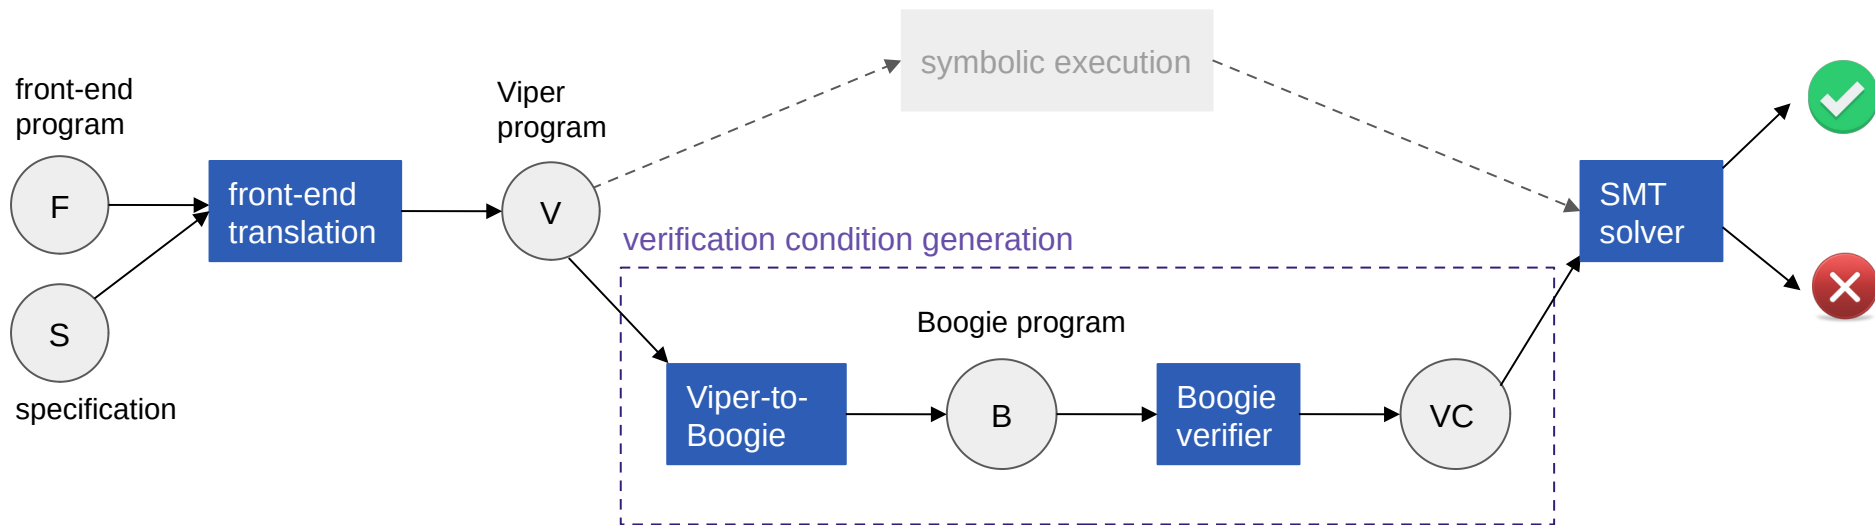 symbolic execution
front-end
program
Viper
program
F
front-end
translation
V
SMT
solver
verification condition generation
S
Boogie program
specification
Viper-to-
Boogie
B
Boogie
verifier
VC